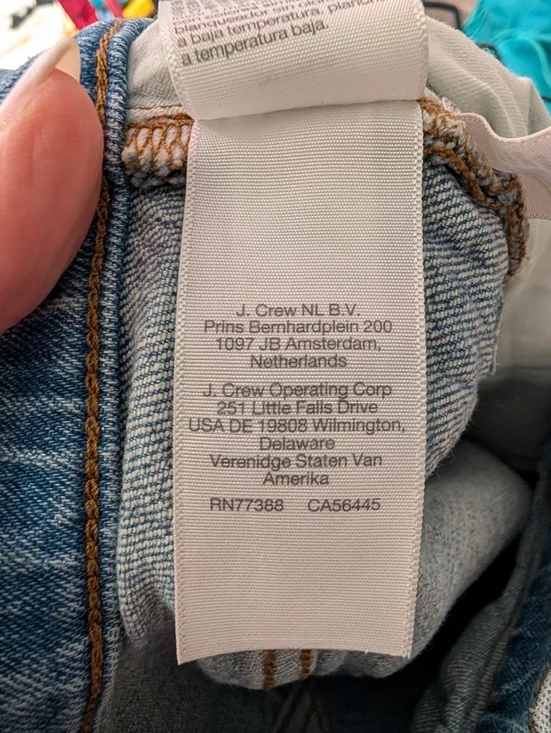 a baja temperatura, planch
a temperatura baja.
J. Crew NL B.V.
Prins Bernhardplein 200
1097 JB Amsterdam,
Netherlands
J. Crew Operating Corp
251 Little Falls Drive
USA DE 19808 Wilmington,
Delaware
Verenidge Staten Van
Amerika
RN77388 CA56445